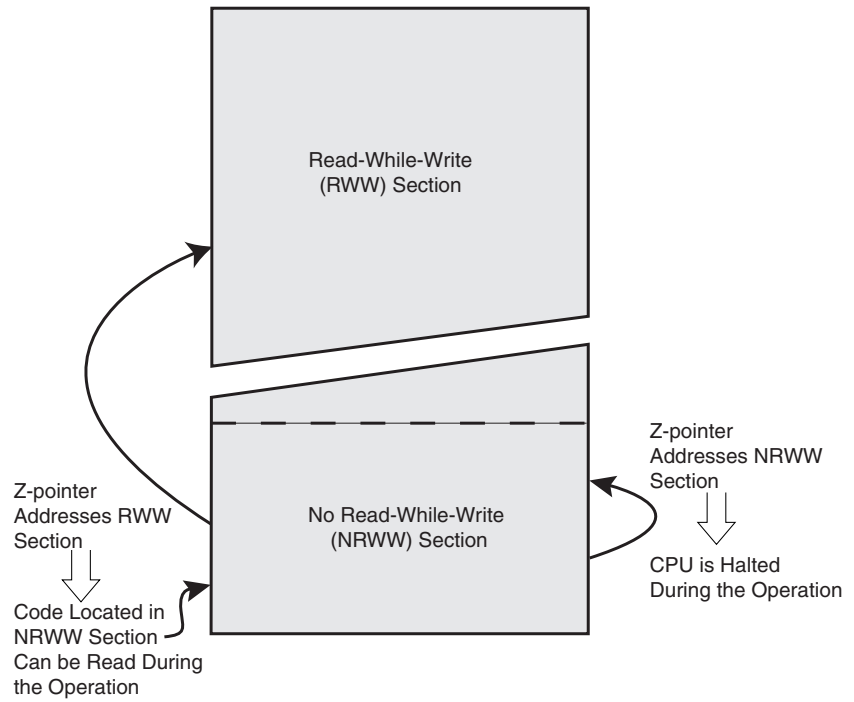 Read-While-Write
(RWW) Section
Z-pointer
Addresses NRWW
Section
Z-pointer
Addresses RWW
Section
No Read-While-Write
(NRWW) Section
CPU is Halted
During the Operation
Code Located in
NRWW Section
Can be Read During
the Operation